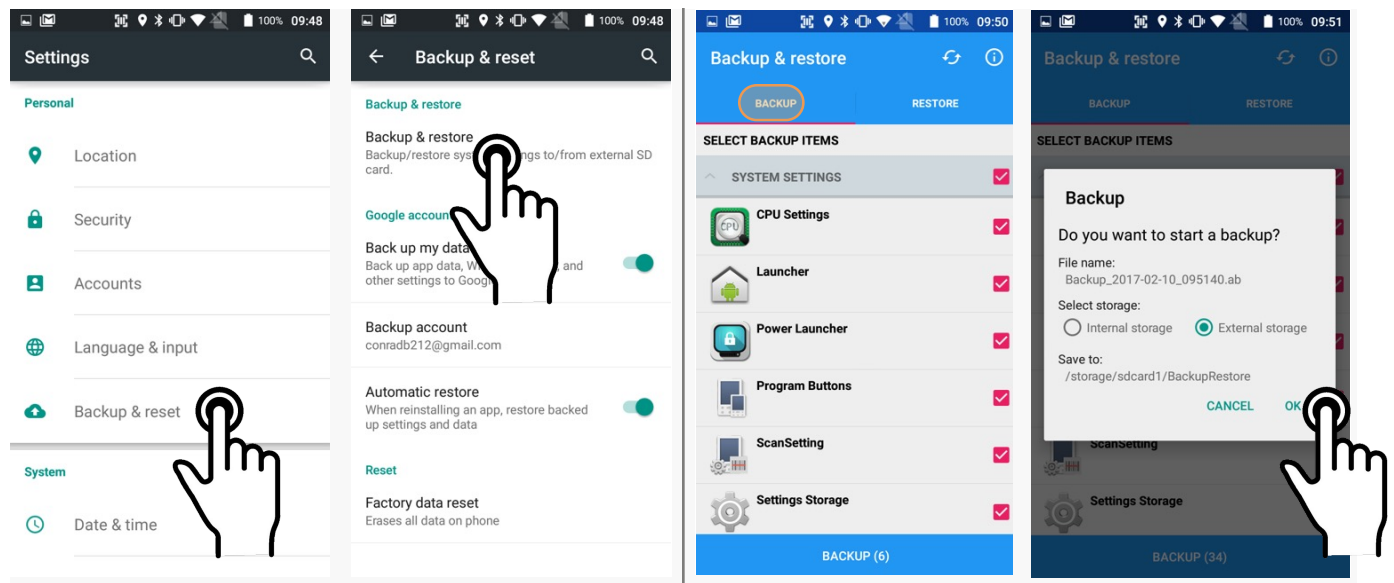 100% 09:48
Settings
Personal
Location
Security
Accounts
Language & input
Backup & reset
System
Date & time
100% 09:48
Backup & reset
Backup & restore
Backup & restore
Backup/restore ngs to/from external SD
card.
Google
Back up my data
Back up app data, and
other settings to
Backup account
conradb212@gmail.com
Automatic restore
When reinstalling an app, restore backed
up settings and data
Reset
Factory data reset
Erases all data on phone
100% 09:50
Backup & restore
BACKUP RESTORE
SELECT BACKUP ITEMS
SYSTEM SETTINGS
CPU
CPU Settings
Launcher
Power Launcher
Program Buttons
ScanSetting
Settings Storage
BACKUP (6)
100% 09:51
Backup & restore
BACKUP RESTORE
SELECT BACKUP ITEMS
Backup
Do you want to start a backup?
File name:
Backup_2017-02-10_095140.ab
Select storage:
Internal storage External storage
Save to:
/storage/sdcard1/BackupRestore
CANCEL OK
ScanSetting
Settings Storage
BACKUP (34)